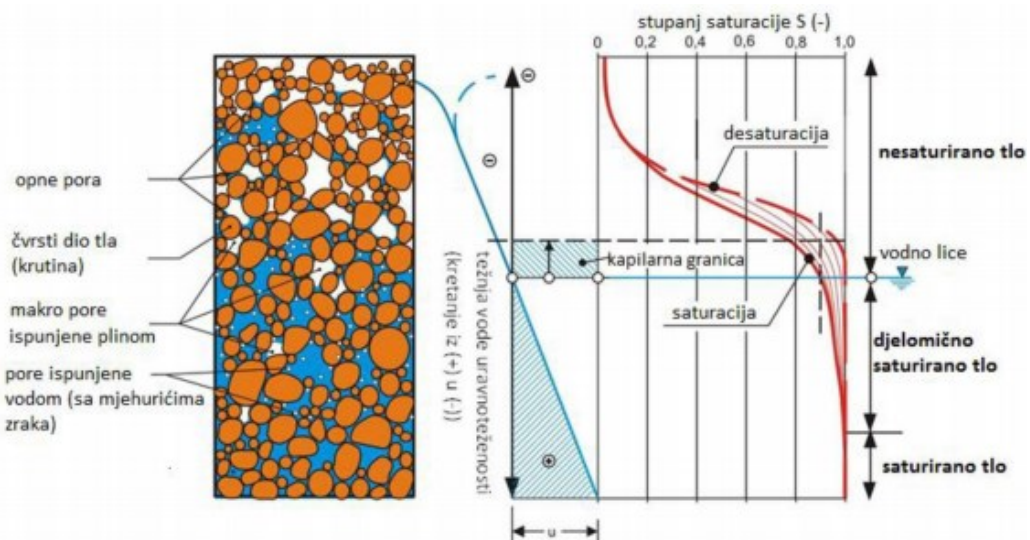 stupanj saturacije S (-)
0 0,2 0,4 0,6 0,8 1,0
opne pora
čvrsti dio tla
(krutina)
makro pore
ispunjene plinom
pore ispunjene
vodom (sa mjehurićima
zraka)
težnja vode uravnoteženosti
(kretanje iz (+) u (-))
-
-
+
u
desaturacija
kapilarna granica
saturacija
nesaturirano tlo
vodno lice
djelomično
saturirano tlo
saturirano tlo